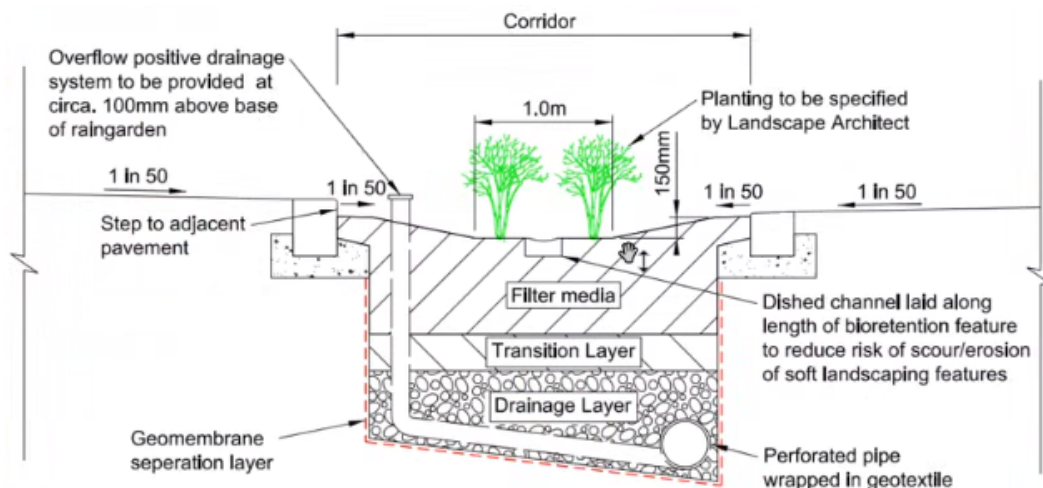 Corridor
Overflow positive drainage
system to be provided at
circa. 100mm above base
of raingarden
1.0m
Planting to be specified
by Landscape Architect
150mm
1 in 50
1 in 50
1 in 50
1 in 50
Step to adjacent
pavement
Filter media
Dished channel laid along
length of bioretention feature
to reduce risk of scour/erosion
of soft landscaping features
Transition Layer
Drainage Layer
Geomembrane
seperation layer
Perforated pipe
wrapped in geotextile